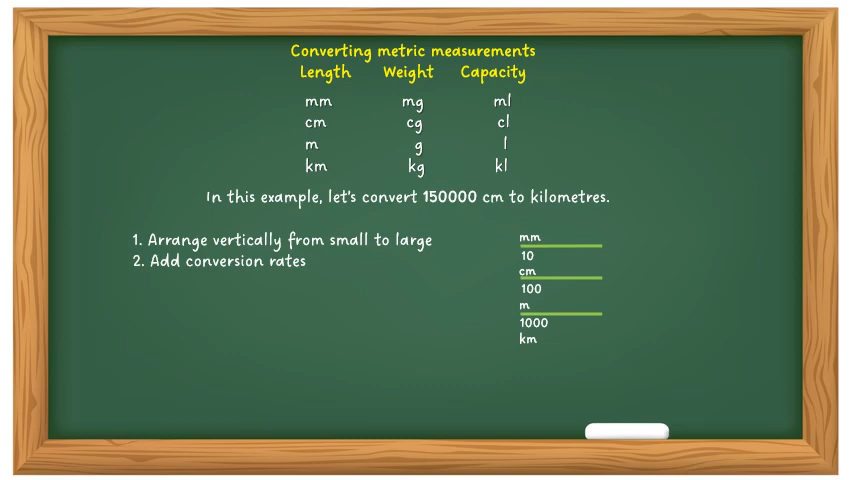 Converting metric measurements
Length Weight Capacity
mm mg ml
cm cg cl
m g l
km kg kl
In this example, let's convert 150000 cm to kilometres.
1. Arrange vertically from small to large
2. Add conversion rates
mm
10
cm
100
m
1000
km